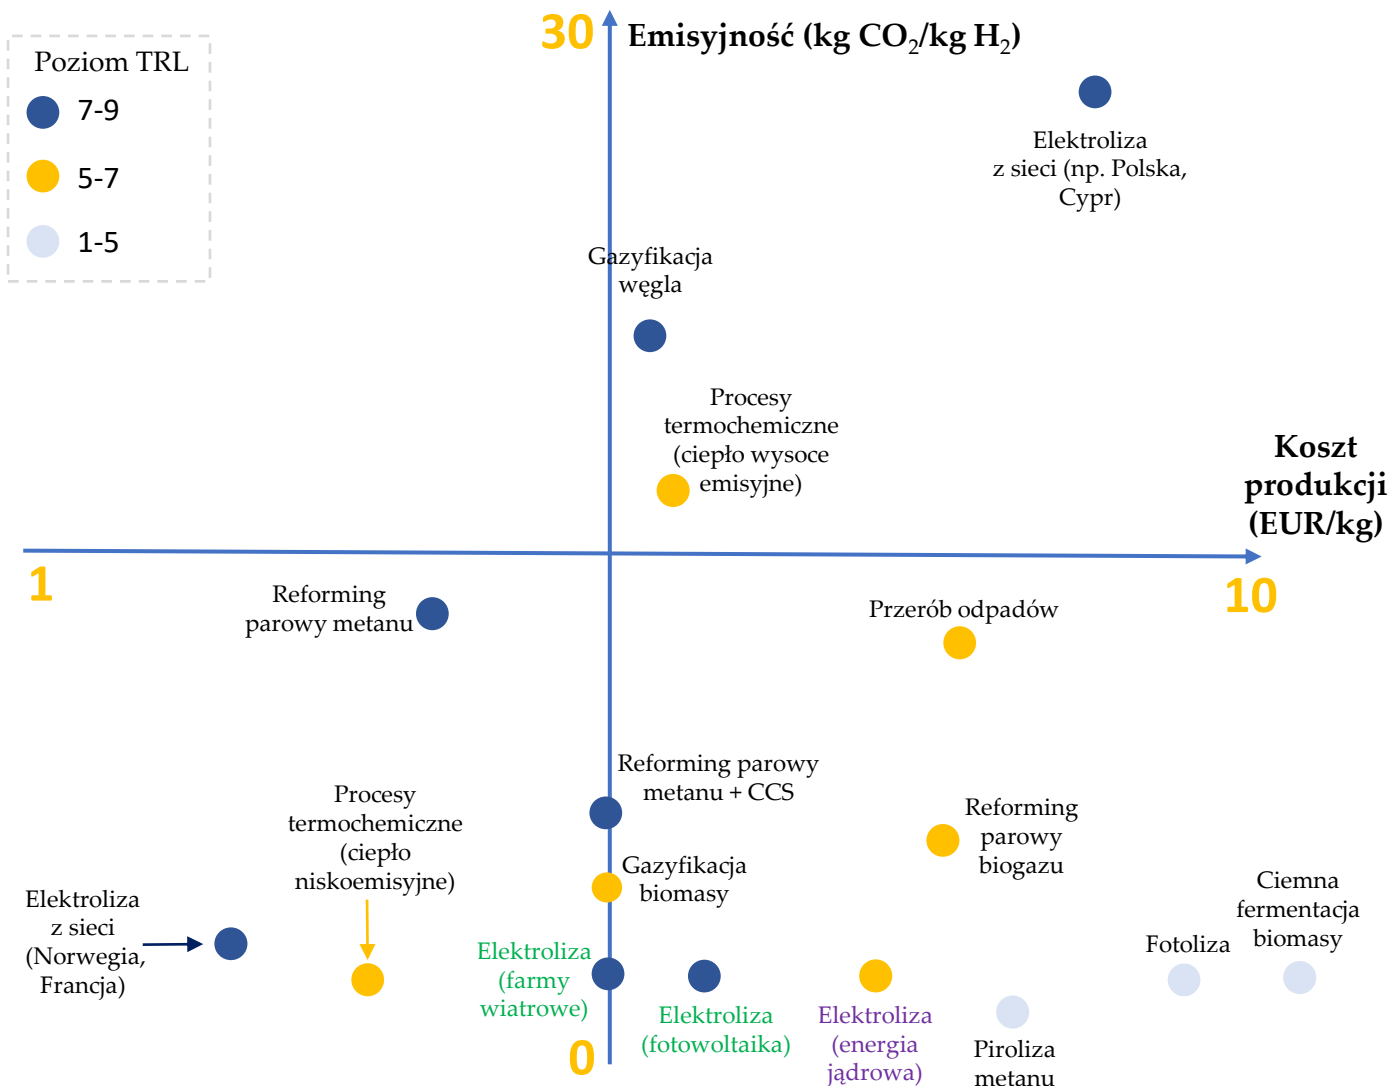 30
Emisyjność (kg CO₂/kg H₂)
Poziom TRL
7-9
5-7
1-5
Elektroliza
z sieci (np. Polska,
Cypr)
Gazyfikacja
węgla
Procesy
termochemiczne
(ciepło wysoce
emisyjne)
Koszt
produkcji
(EUR/kg)
1
10
Reforming
parowy metanu
Przerób odpadów
Reforming parowy
metanu + CCS
Procesy
termochemiczne
(ciepło
niskoemisyjne)
Reforming
parowy
biogazu
Gazyfikacja
biomasy
Elektroliza
z sieci
(Norwegia,
Francja)
Ciemna
fermentacja
biomasy
Fotoliza
Elektroliza
(farmy
wiatrowe)
Elektroliza
(fotowoltaika)
Elektroliza
(energia
jądrowa)
Piroliza
metanu
0